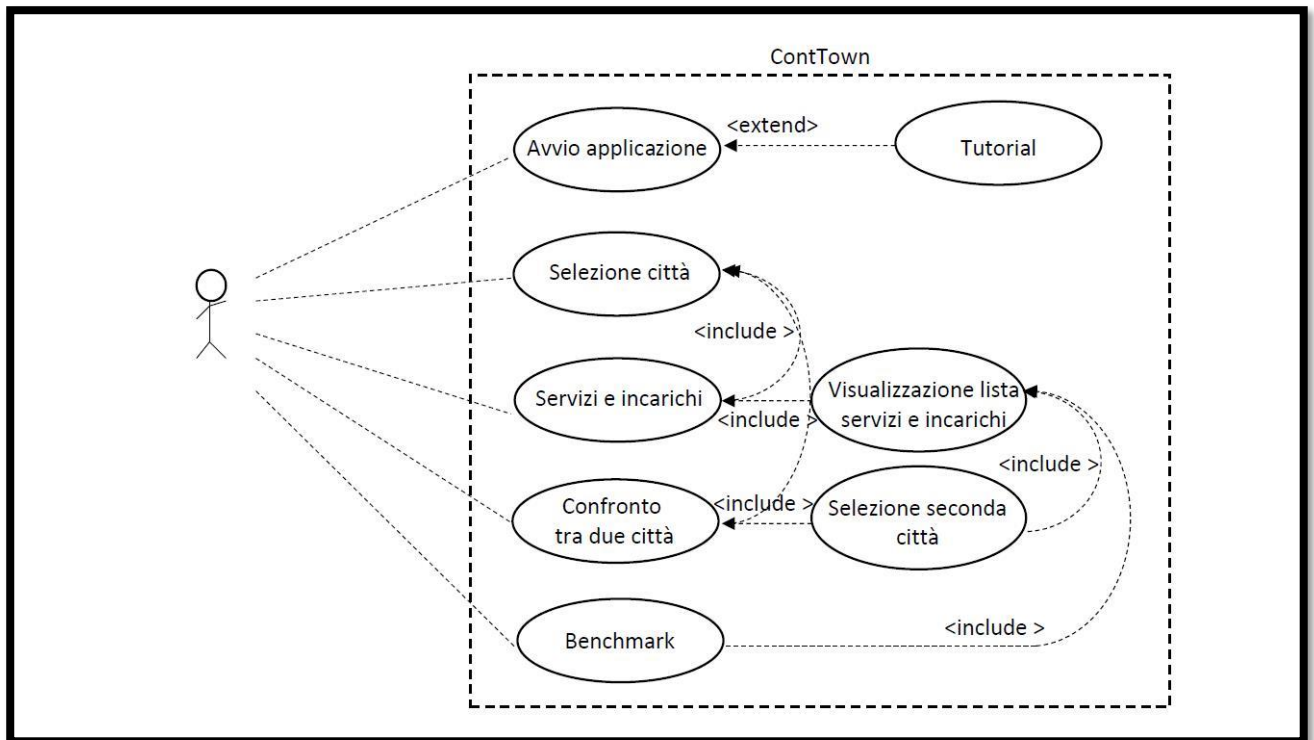 ContTown
Avvio applicazione
<extend>
Tutorial
Selezione città
<include >
Servizi e incarichi
<include >
Visualizzazione lista
servizi e incarichi
<include >
Confronto
tra due città
<include >
Selezione seconda
città
Benchmark
<include >